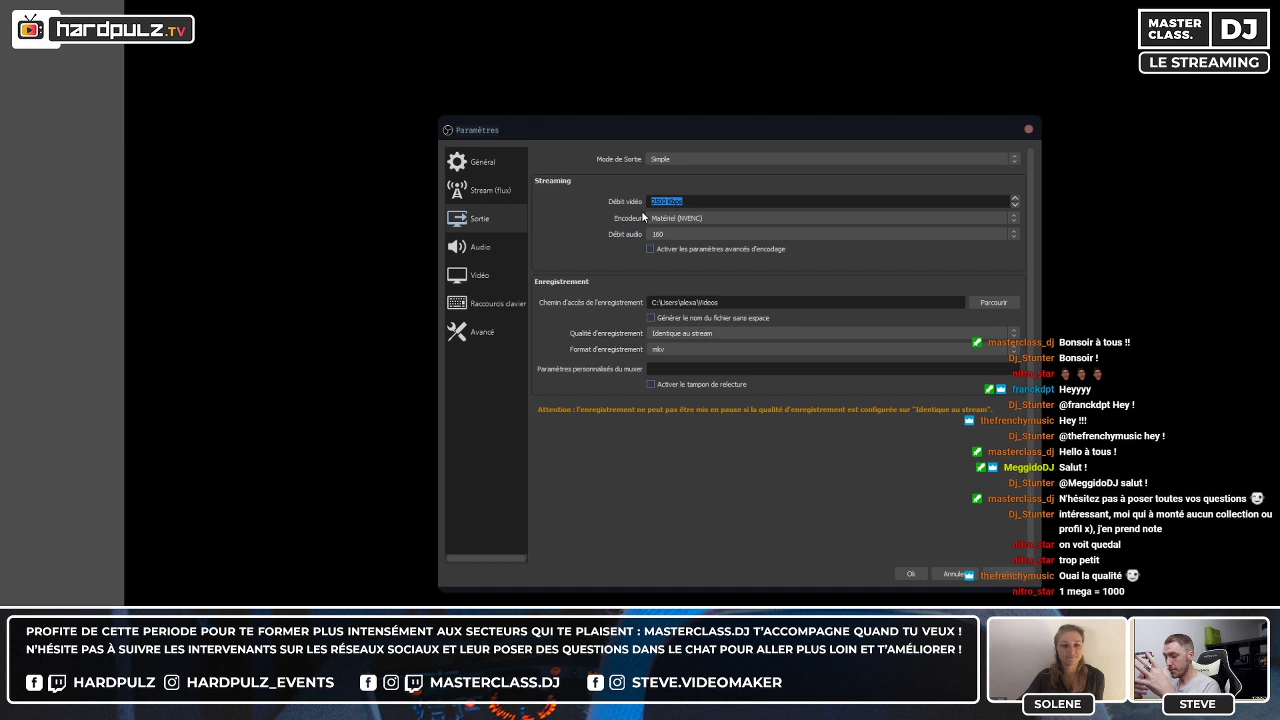 hardpulz.TV
MASTER
CLASS.
DJ
LE STREAMING
Paramètres
Général
Stream (flux)
Sortie
Audio
Vidéo
Raccourcis clavier
Avancé
Mode de Sortie
Simple
Streaming
Débit vidéo
2500 Kbps
Encodeur
Matériel (NVENC)
Débit audio
160
Activer les paramètres avancés d'encodage
Enregistrement
Chemin d'accès de l'enregistrement
C:\Users\alexa\Videos
Parcourir
Générer le nom du fichier sans espace
Qualité d'enregistrement
Identique au stream
Format d'enregistrement
mkv
Paramètres personnalisés du muxer
Activer le tampon de relecture
Attention : l'enregistrement ne peut pas être mis en pause si la qualité d'enregistrement est configurée sur "Identique au stream".
Ok
Annuler
masterclass_dj Bonsoir à tous !!
Dj_Stunter Bonsoir !
nitro_star
franckdpt Heyyyy
Dj_Stunter @franckdpt Hey !
thefrenchymusic Hey !!!
Dj_Stunter @thefrenchymusic hey !
masterclass_dj Hello à tous !
MeggidoDJ Salut !
Dj_Stunter @MeggidoDJ salut !
masterclass_dj N'hésitez pas à poser toutes vos questions
Dj_Stunter intéressant, moi qui à monté aucun collection ou
profil x), j'en prend note
nitro_star on voit quedal
nitro_star trop petit
thefrenchymusic Ouai la qualité
nitro_star 1 mega = 1000
PROFITE DE CETTE PERIODE POUR TE FORMER PLUS INTENSÉMENT AUX SECTEURS QUI TE PLAISENT : MASTERCLASS.DJ T'ACCOMPAGNE QUAND TU VEUX !
N'HÉSITE PAS À SUIVRE LES INTERVENANTS SUR LES RÉSEAUX SOCIAUX ET LEUR POSER DES QUESTIONS DANS LE CHAT POUR ALLER PLUS LOIN ET T'AMÉLIORER !
HARDPULZ
HARDPULZ_EVENTS
MASTERCLASS.DJ
STEVE.VIDEOMAKER
SOLENE
STEVE